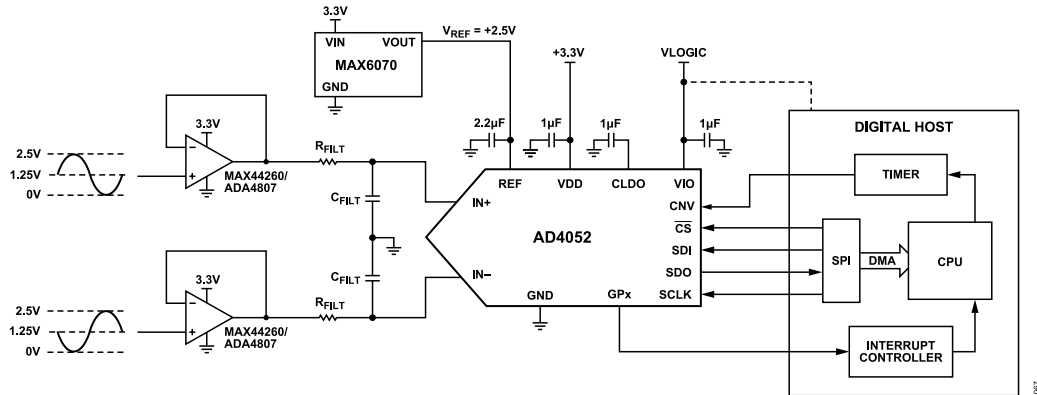 3.3V
VIN
VOUT
MAX6070
GND
VREF = +2.5V
+3.3V
VLOGIC
2.2µF
1µF
1µF
1µF
DIGITAL HOST
TIMER
SPI
DMA
CPU
INTERRUPT
CONTROLLER
2.5V
1.25V
0V
3.3V
−
+
MAX44260/
ADA4807
RFILT
CFILT
CFILT
RFILT
2.5V
1.25V
0V
3.3V
−
+
MAX44260/
ADA4807
REF
VDD
CLDO
VIO
IN+
IN−
AD4052
CNV
CS
SDI
SDO
SCLK
GND
GPx